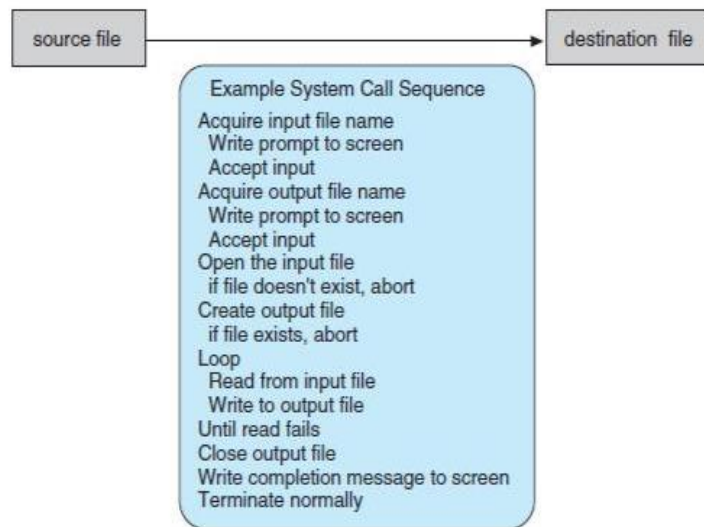 source file
destination file
Example System Call Sequence
Acquire input file name
Write prompt to screen
Accept input
Acquire output file name
Write prompt to screen
Accept input
Open the input file
if file doesn't exist, abort
Create output file
if file exists, abort
Loop
Read from input file
Write to output file
Until read fails
Close output file
Write completion message to screen
Terminate normally